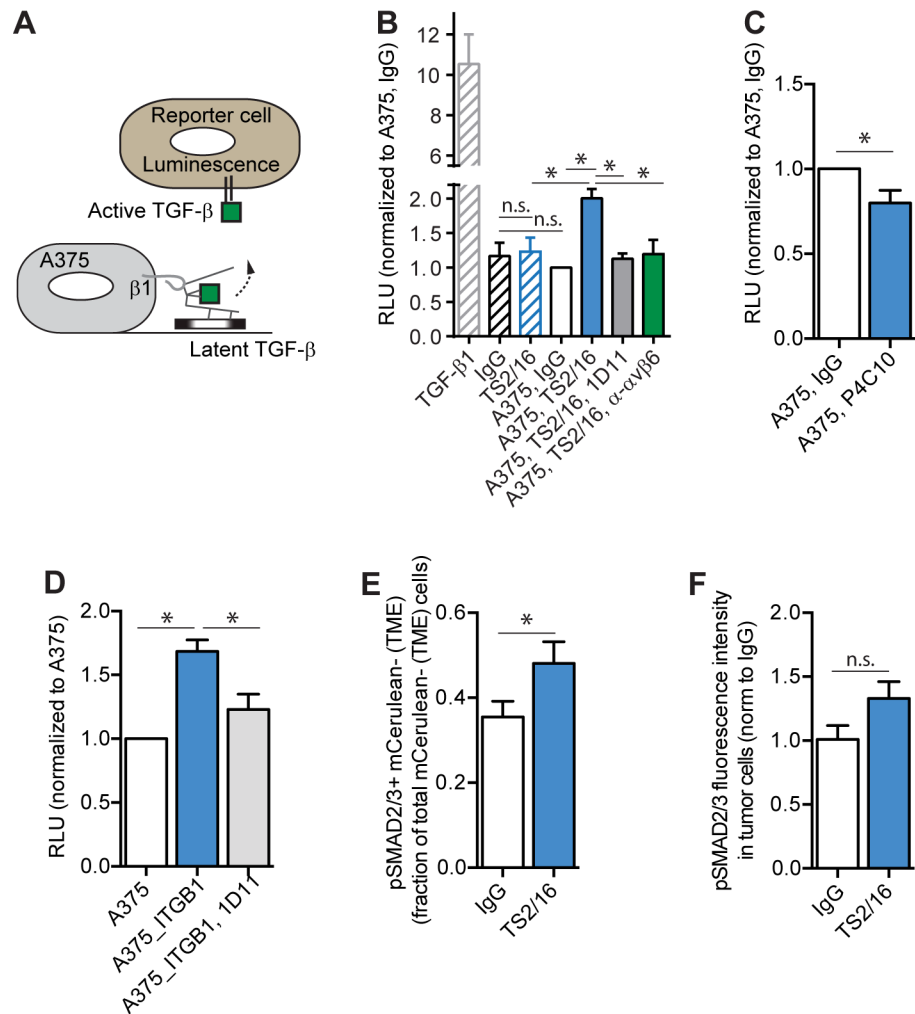 A
Reporter cell
Luminescence
Active TGF-β
A375
β1
Latent TGF-β
B
RLU (normalized to A375, IgG)
12
10
8
6
2.0
1.5
1.0
0.5
0.0
n.s.
n.s.
*
*
*
*
TGF-β1
IgG
TS2/16
A375, IgG
A375, TS2/16
A375, TS2/16, 1D11
A375, TS2/16, α-αvβ6
C
RLU (normalized to A375, IgG)
1.5
1.0
0.5
0.0
*
A375, IgG
A375, P4C10
D
RLU (normalized to A375)
2.0
1.5
1.0
0.5
0.0
*
*
A375
A375_ITGB1
A375_ITGB1, 1D11
E
pSMAD2/3+ mCerulean- (TME)
(fraction of total mCerulean- (TME) cells)
0.6
0.4
0.2
0.0
*
IgG
TS2/16
F
pSMAD2/3 fluorescence intensity
in tumor cells (norm to IgG)
2.0
1.5
1.0
0.5
0.0
n.s.
IgG
TS2/16